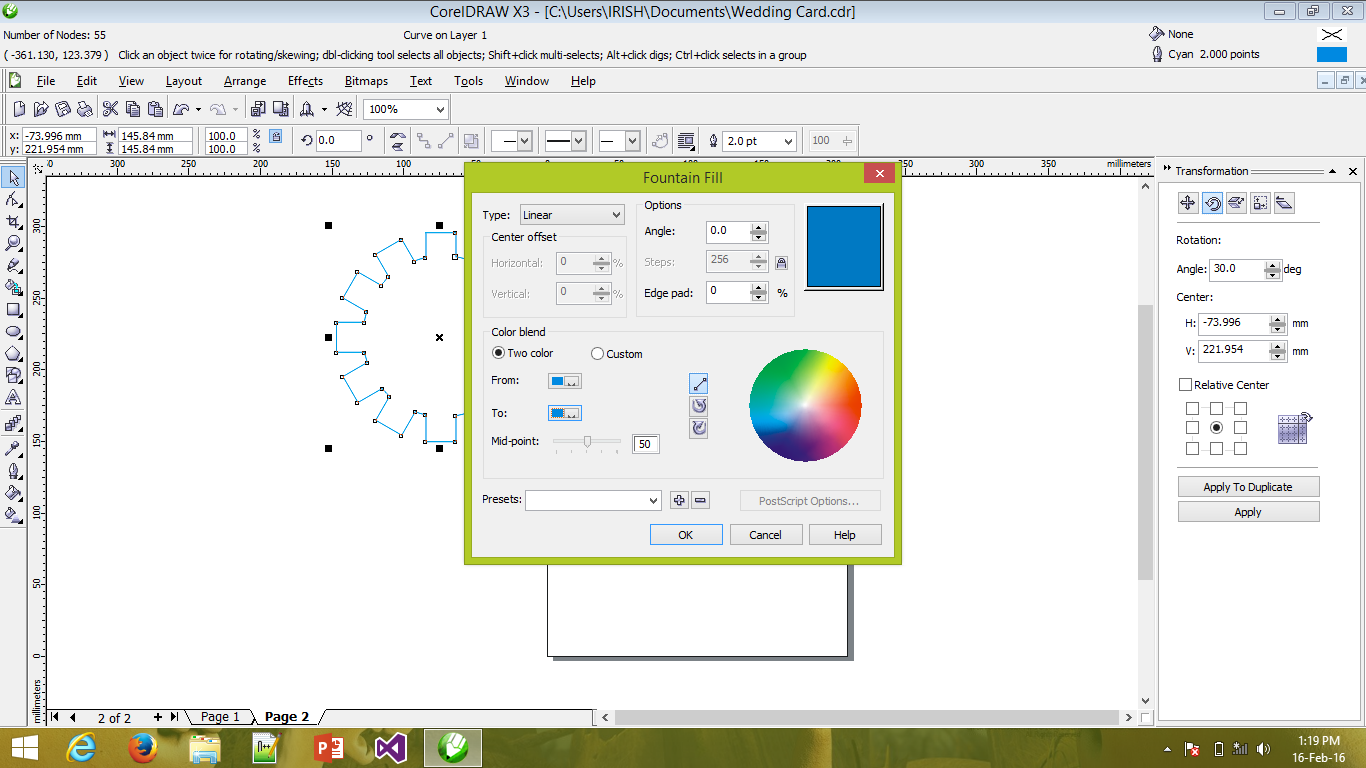 CorelDRAW X3 - [C:\Users\IRISH\Documents\Wedding Card.cdr]
Number of Nodes: 55
Curve on Layer 1
None
( -361.130, 123.379 ) Click an object twice for rotating/skewing; dbl-clicking tool selects all objects; Shift+click multi-selects; Alt+click digs; Ctrl+click selects in a group
Cyan 2.000 points
File Edit View Layout Arrange Effects Bitmaps Text Tools Window Help
100%
x: -73.996 mm 145.84 mm 100.0 %
y: 221.954 mm 145.84 mm 100.0 %
0.0 °
2.0 pt
100
300 250 200 150 100 50 0 50 100 150 200 250 300 350 millimeters
300
250
200
150
100
50
0
millimeters
Fountain Fill
Type: Linear
Center offset
Horizontal: 0 %
Vertical: 0 %
Options
Angle: 0.0
Steps: 256
Edge pad: 0 %
Color blend
Two color Custom
From:
To:
Mid-point: 50
Presets:
PostScript Options...
OK Cancel Help
Transformation
Rotation:
Angle: 30.0 deg
Center:
H: -73.996 mm
V: 221.954 mm
Relative Center
Apply To Duplicate
Apply
2 of 2 Page 1 Page 2
1:19 PM
16-Feb-16